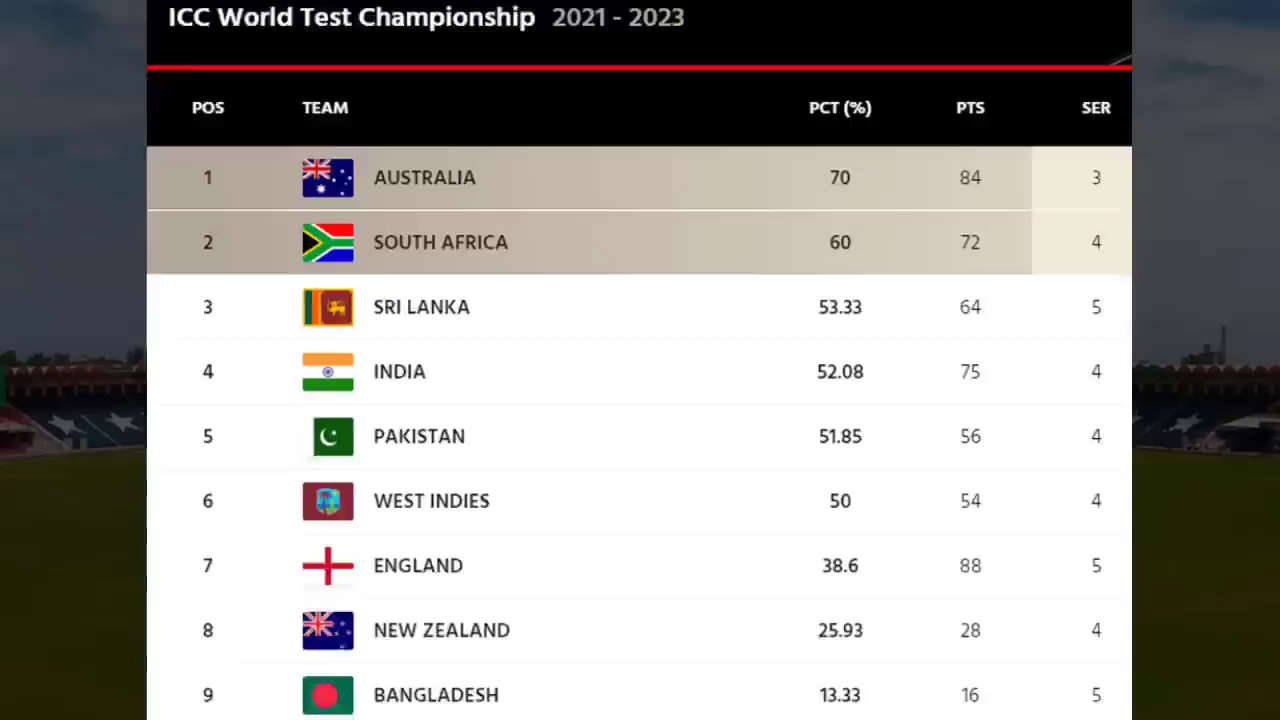 ICC World Test Championship 2021 - 2023
POS TEAM PCT (%) PTS SER
1 AUSTRALIA 70 84 3
2 SOUTH AFRICA 60 72 4
3 SRI LANKA 53.33 64 5
4 INDIA 52.08 75 4
5 PAKISTAN 51.85 56 4
6 WEST INDIES 50 54 4
7 ENGLAND 38.6 88 5
8 NEW ZEALAND 25.93 28 4
9 BANGLADESH 13.33 16 5